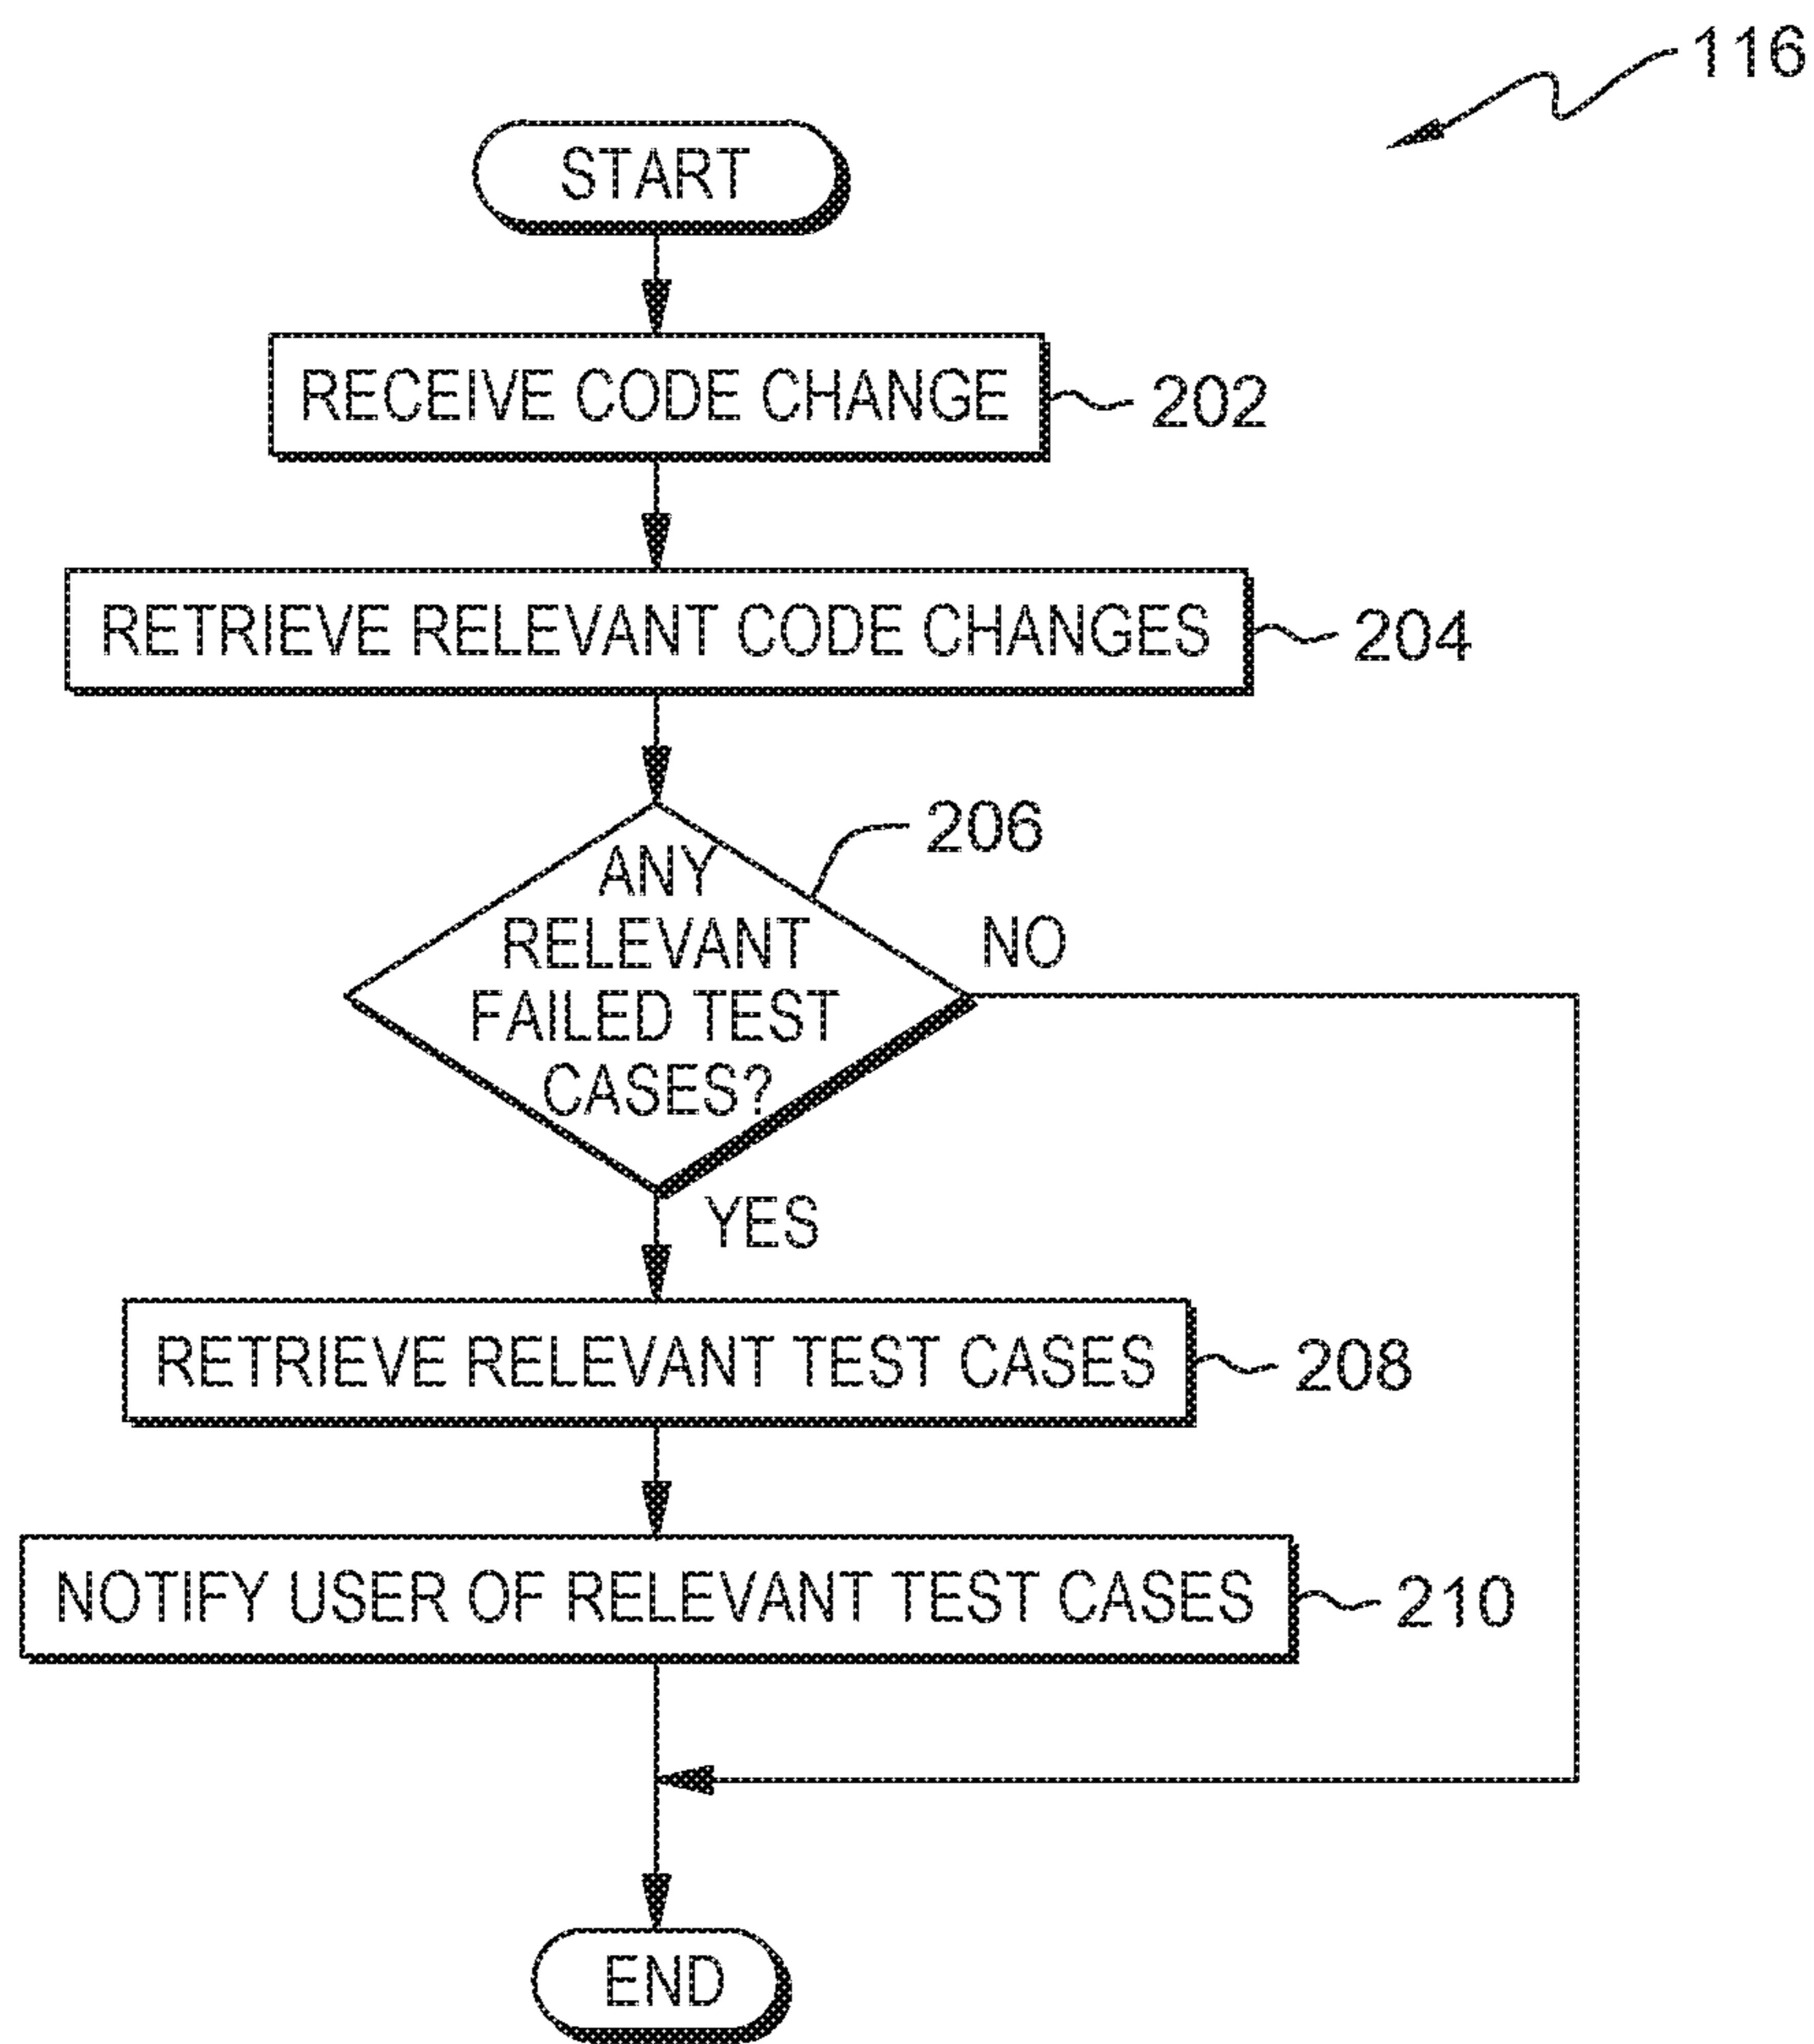 116
START
RECEIVE CODE CHANGE
202
RETRIEVE RELEVANT CODE CHANGES
204
206
ANY
RELEVANT
FAILED TEST
CASES?
NO
YES
RETRIEVE RELEVANT TEST CASES
208
NOTIFY USER OF RELEVANT TEST CASES
210
END